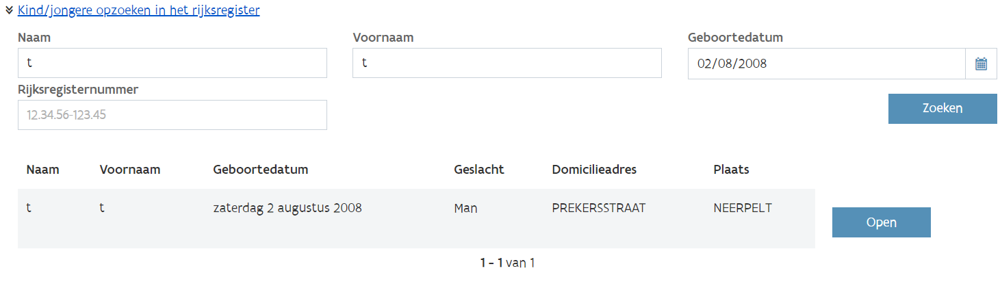 Kind/jongere opzoeken in het rijksregister
Naam Voornaam Geboortedatum
t t 02/08/2008
Rijksregisternummer
12.34.56-123.45 Zoeken
Naam Voornaam Geboortedatum Geslacht Domicilieadres Plaats
t t zaterdag 2 augustus 2008 Man PREKERSSTRAAT NEERPELT
Open
1 - 1 van 1